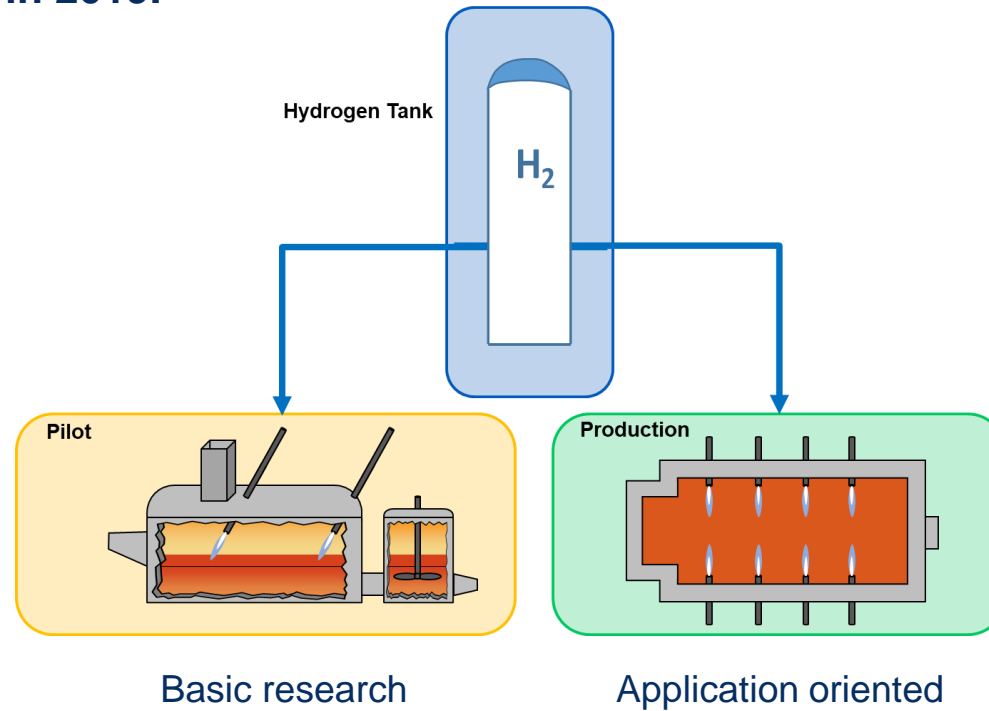 Hydrogen Tank
H₂
Pilot
Production
Basic research
Application oriented